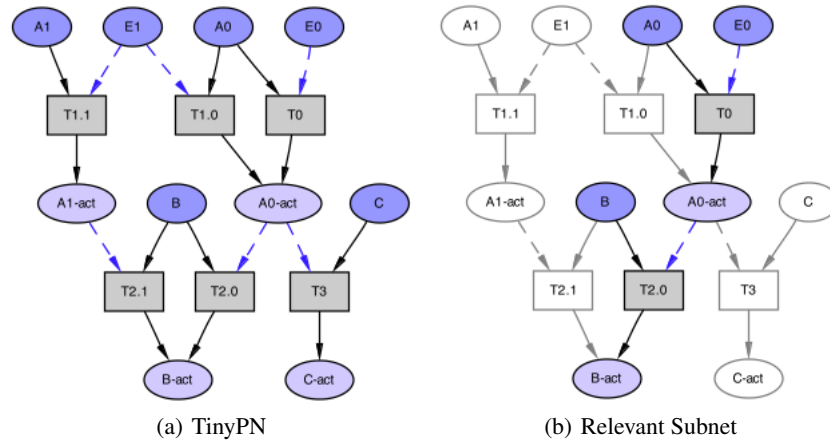 A1 E1 A0 E0
T1.1 T1.0 T0
A1-act B A0-act C
T2.1 T2.0 T3
B-act C-act
(a) TinyPN
A1 E1 A0 E0
T1.1 T1.0 T0
A1-act B A0-act C
T2.1 T2.0 T3
B-act C-act
(b) Relevant Subnet